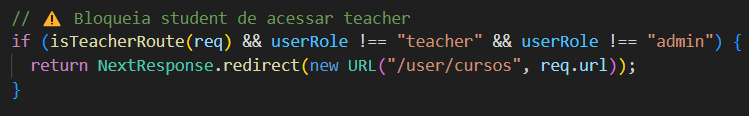 // ⚠️ Bloqueia student de acessar teacher
if (isTeacherRoute(req) && userRole !== "teacher" && userRole !== "admin") {
  return NextResponse.redirect(new URL("/user/cursos", req.url));
}